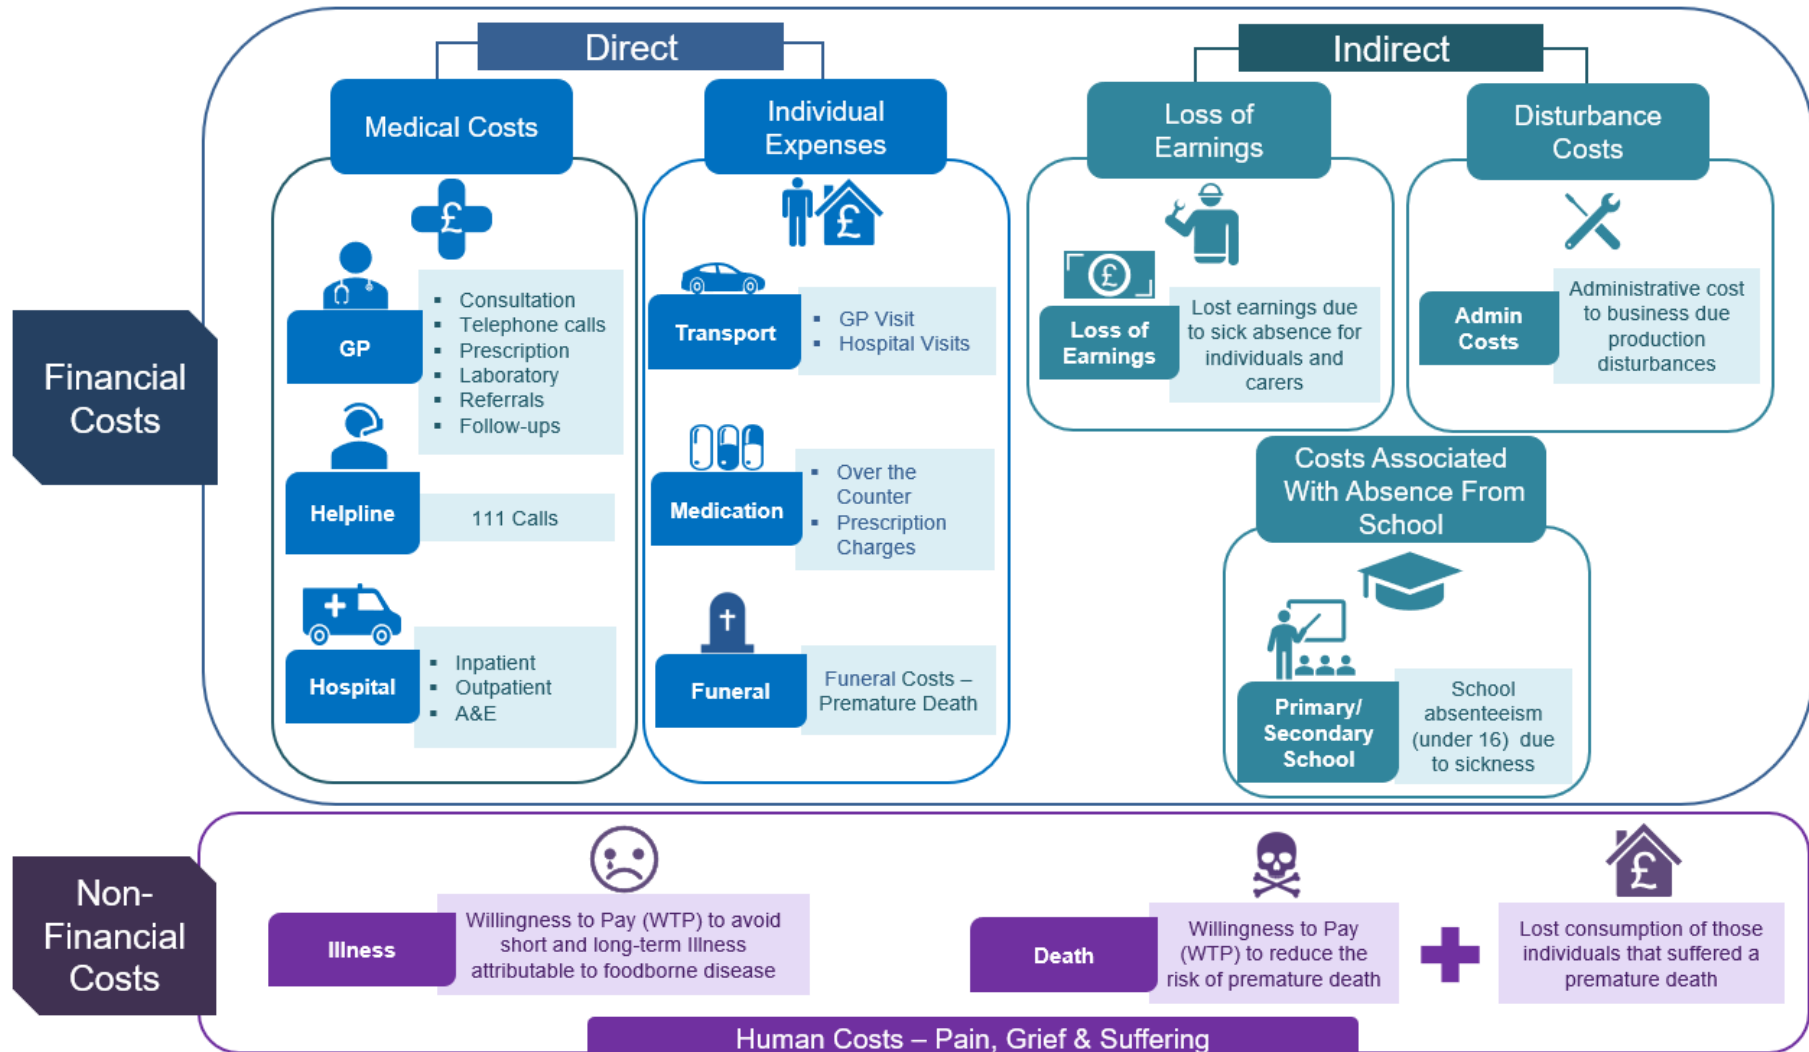 Direct
Indirect
Medical Costs
Individual
Expenses
Loss of
Earnings
Disturbance
Costs
Financial
Costs
£
GP
▪ Consultation
▪ Telephone calls
▪ Prescription
▪ Laboratory
▪ Referrals
▪ Follow-ups
Helpline
111 Calls
Hospital
▪ Inpatient
▪ Outpatient
▪ A&E
£
Transport
▪ GP Visit
▪ Hospital Visits
Medication
▪ Over the
Counter
▪ Prescription
Charges
Funeral
Funeral Costs –
Premature Death
£
Loss of
Earnings
Lost earnings due
to sick absence for
individuals and
carers
Admin
Costs
Administrative cost
to business due
production
disturbances
Costs Associated
With Absence From
School
Primary/
Secondary
School
School
absenteeism
(under 16) due
to sickness
Non-
Financial
Costs
Illness
Willingness to Pay (WTP) to avoid
short and long-term Illness
attributable to foodborne disease
Death
Willingness to Pay
(WTP) to reduce the
risk of premature death
£
Lost consumption of those
individuals that suffered a
premature death
Human Costs – Pain, Grief & Suffering